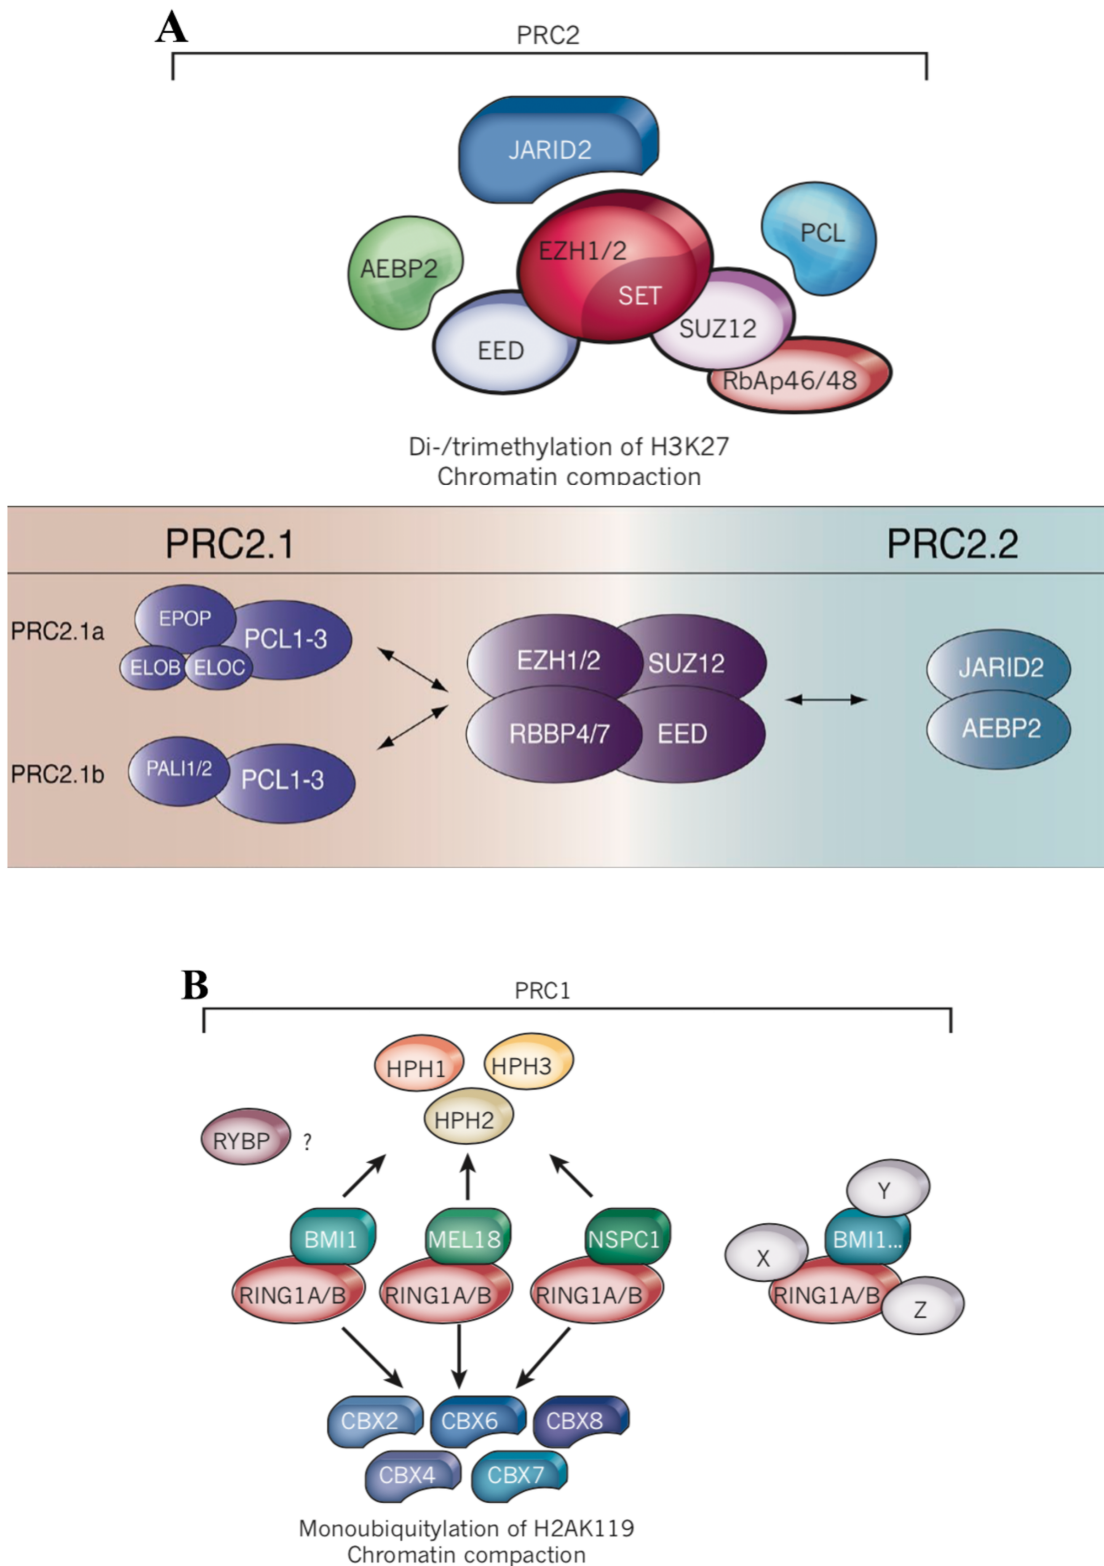 A
PRC2
JARID2
PCL
AEBP2
EZH1/2
SET
SUZ12
EED
RbAp46/48
Di-/trimethylation of H3K27
Chromatin compaction
PRC2.1
PRC2.2
PRC2.1a
EPOP
PCL1-3
ELOB
ELOC
EZH1/2
SUZ12
JARID2
RBBP4/7
EED
AEBP2
PRC2.1b
PALI1/2
PCL1-3
B
PRC1
HPH1
HPH3
HPH2
RYBP
?
Y
BMI1
MEL18
NSPC1
BMI1...
X
RING1A/B
RING1A/B
RING1A/B
RING1A/B
Z
CBX2
CBX6
CBX8
CBX4
CBX7
Monoubiquitylation of H2AK119
Chromatin compaction